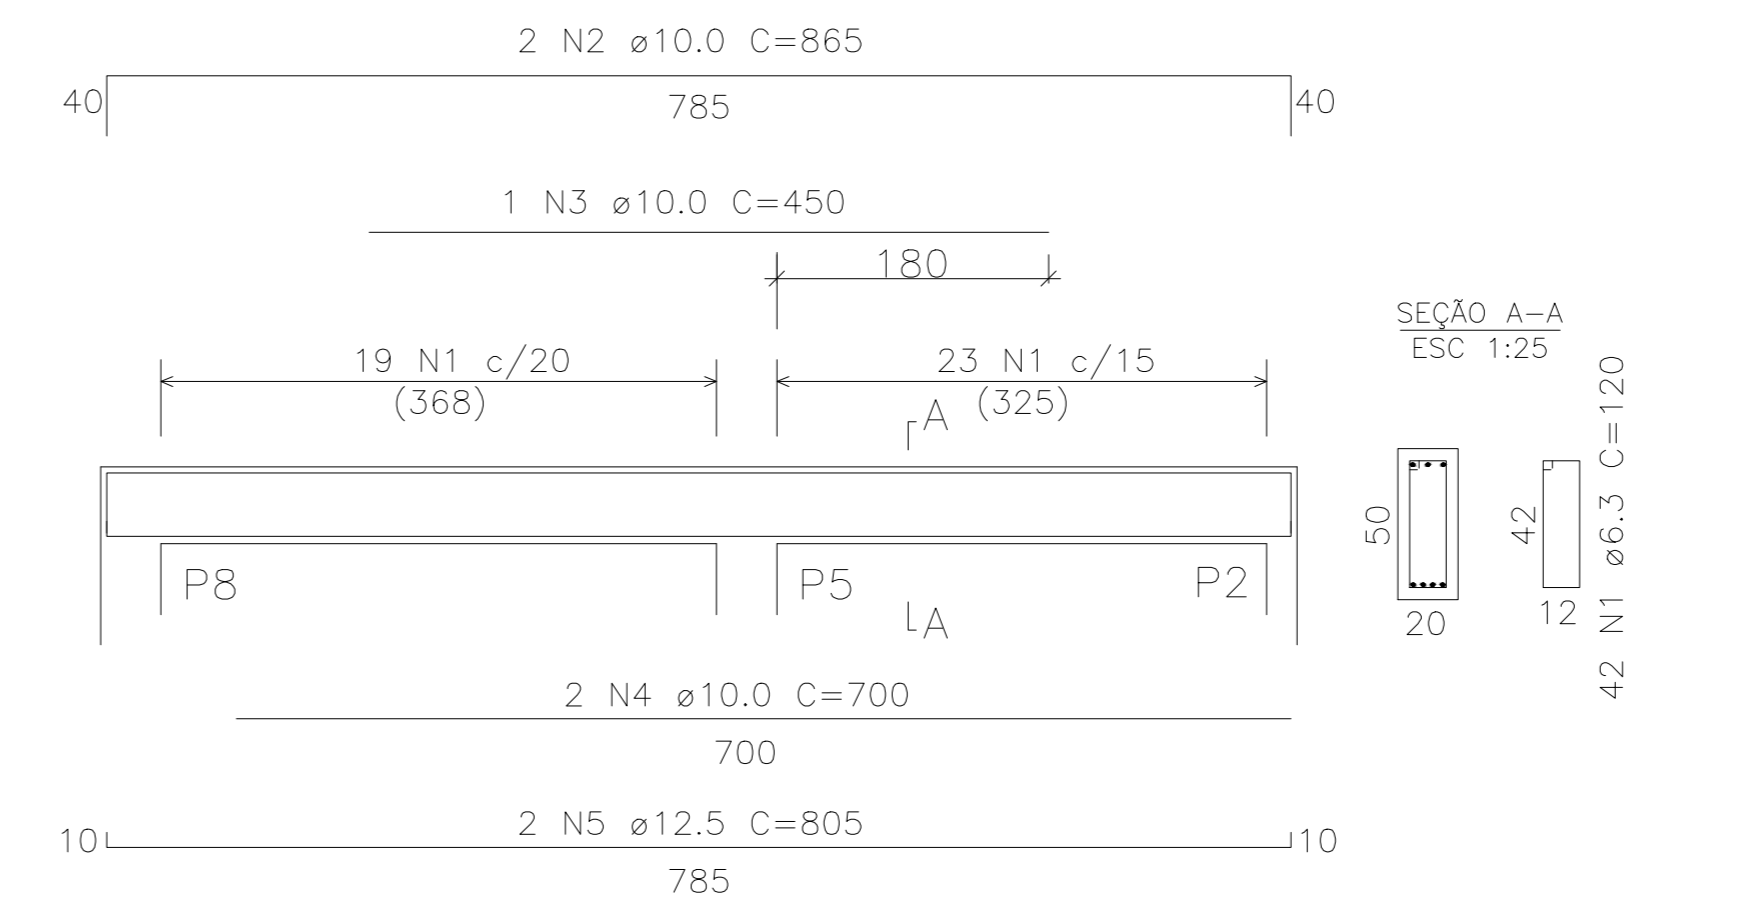 2 N2 ø10.0 C=865
40
785
40
1 N3 ø10.0 C=450
180
19 N1 c/20
(368)
23 N1 c/15
(325)
A
SEÇÃO A-A
ESC 1:25
P8
P5
P2
A
50
20
42
12
42 N1 ø6.3 C=120
2 N4 ø10.0 C=700
700
2 N5 ø12.5 C=805
10
10
785